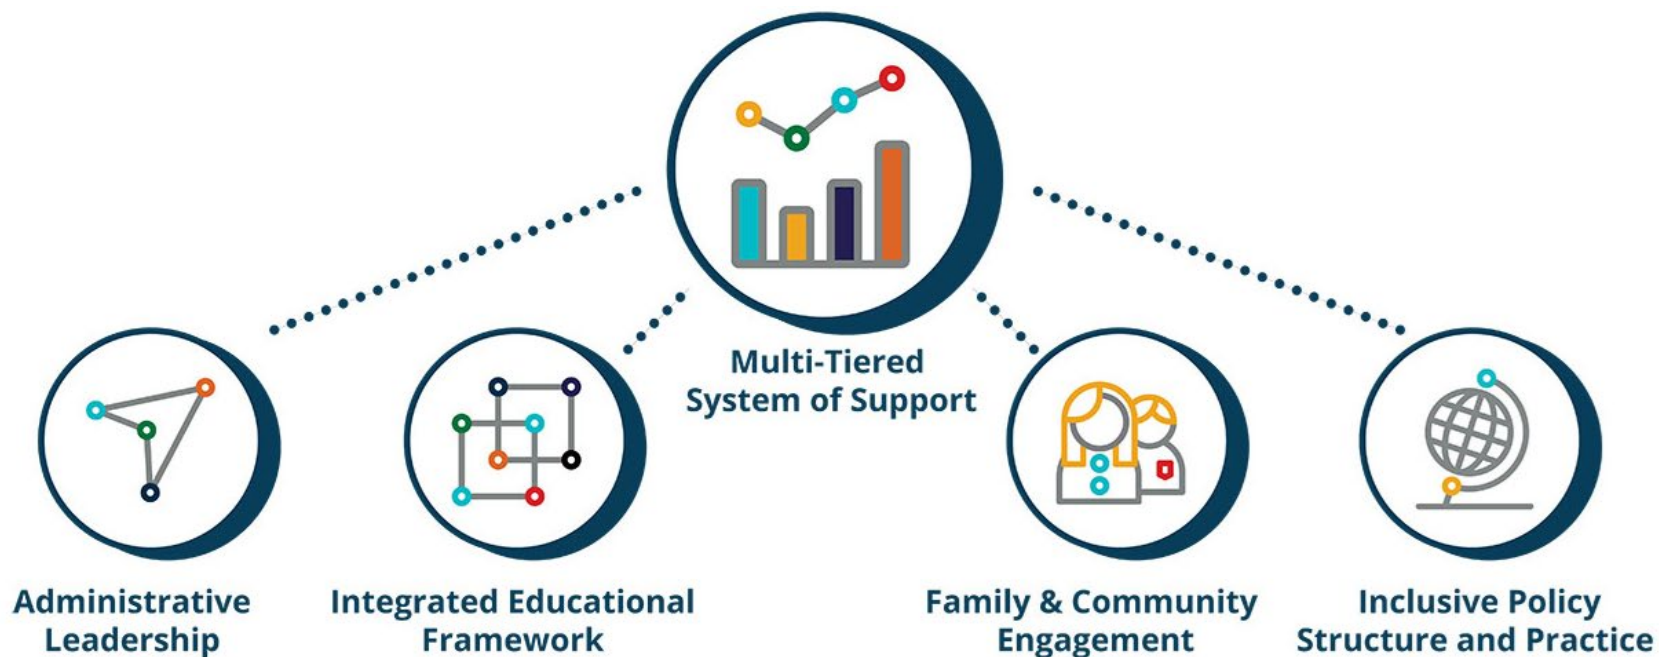 Multi-Tiered
System of Support
Administrative
Leadership
Integrated Educational
Framework
Family & Community
Engagement
Inclusive Policy
Structure and Practice